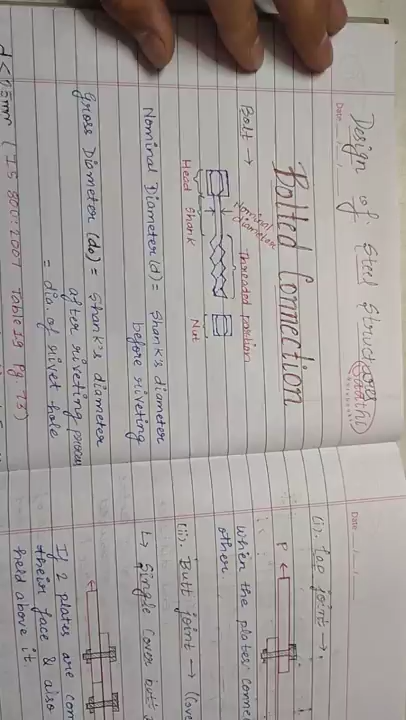 Design of Steel Structures
Date
Bolted Connection
Bolt →
Nominal
diameter
Threaded portion
Head Shank Nut
Nominal Diameter (d) = Shank's diameter
before riveting
Gross Diameter (do) = Shank's diameter
after riveting
= dia. of rivet hole
(IS 800:2007 Table 19 Pg. 73)
Date
(i). Lap joint →
P
When the plates
other.
(ii). Butt joint →
↳ Single Cover butt
If 2 plates are
their face & also
held above it.